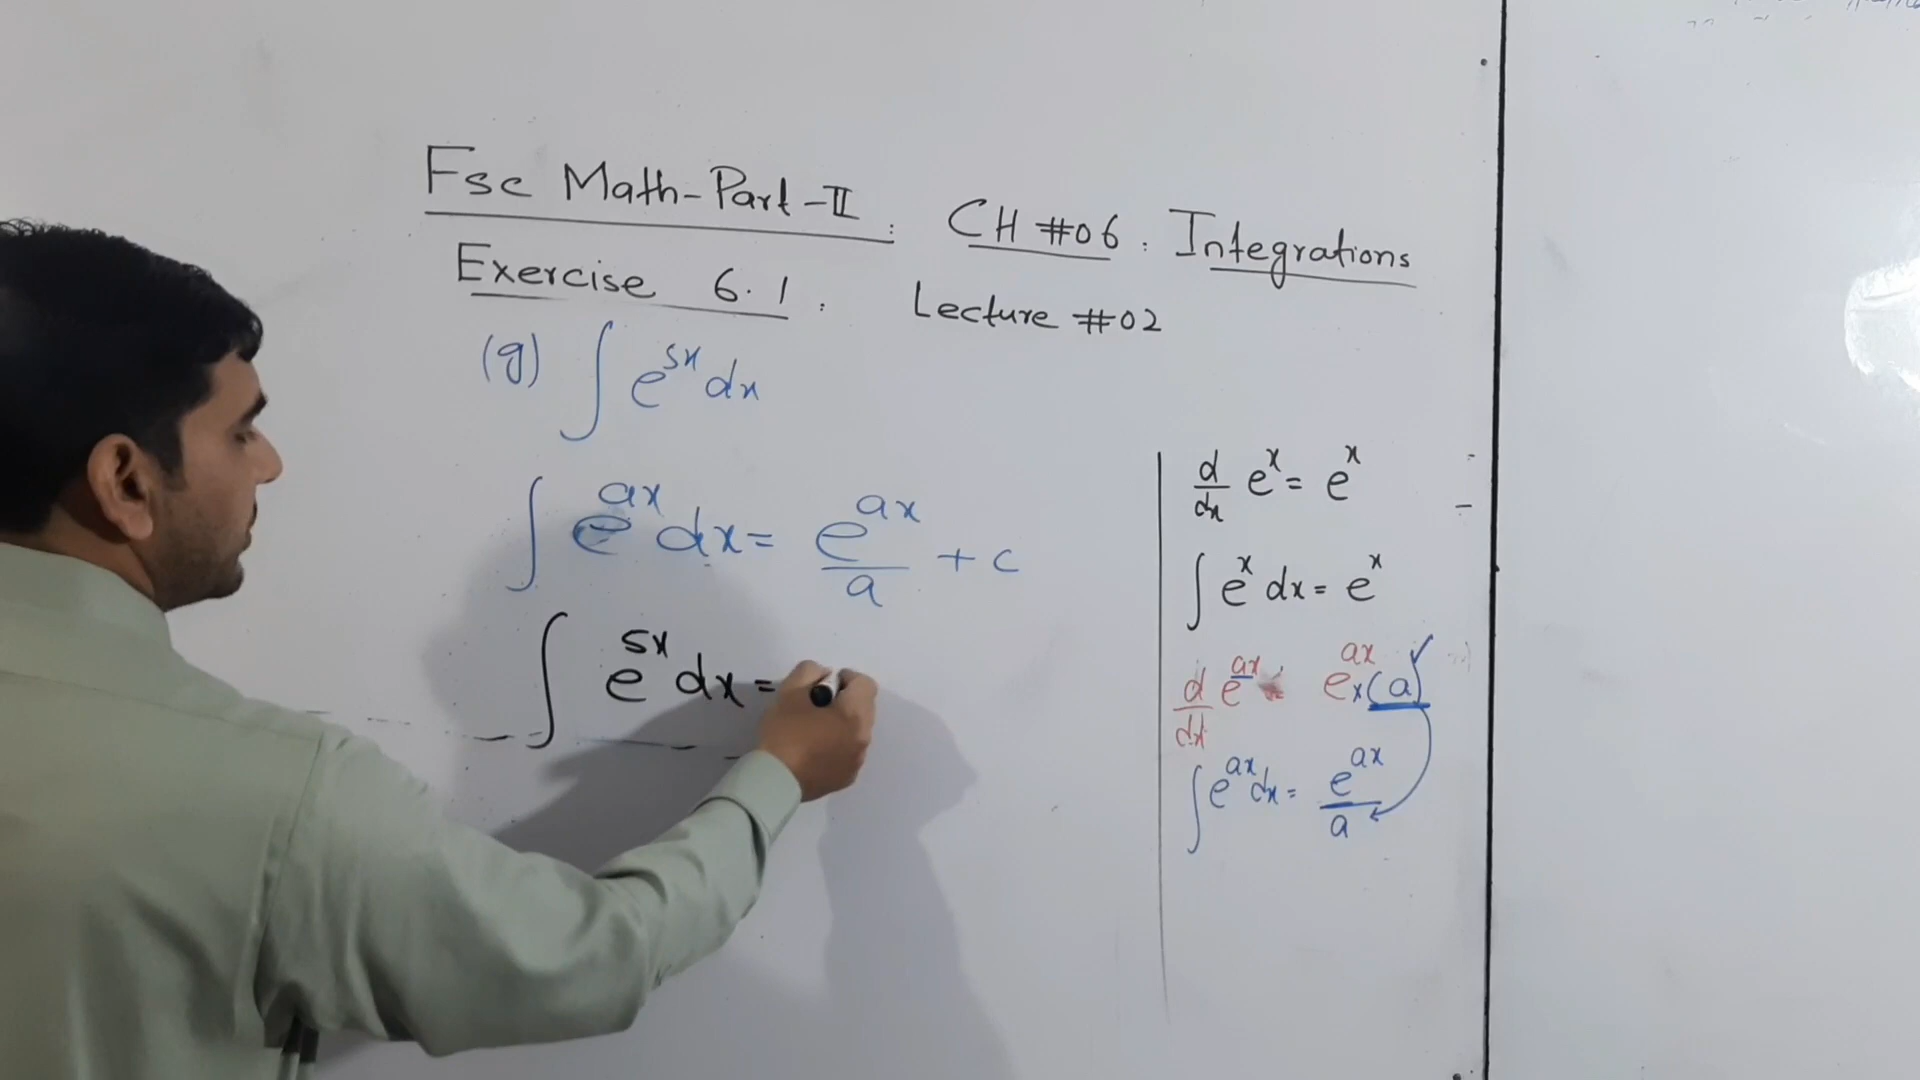 Fsc Math-Part-II . CH #06 . Integrations
Exercise 6.1 . Lecture #02
(g) ∫ e^{5x} dx
∫ e^{ax} dx = e^{ax}/a + c
∫ e^{5x} dx =
d/dx e^x = e^x
∫ e^x dx = e^x
d/dx e^{ax} = e^{ax} × (a) ✓
∫ e^{ax} dx = e^{ax}/a